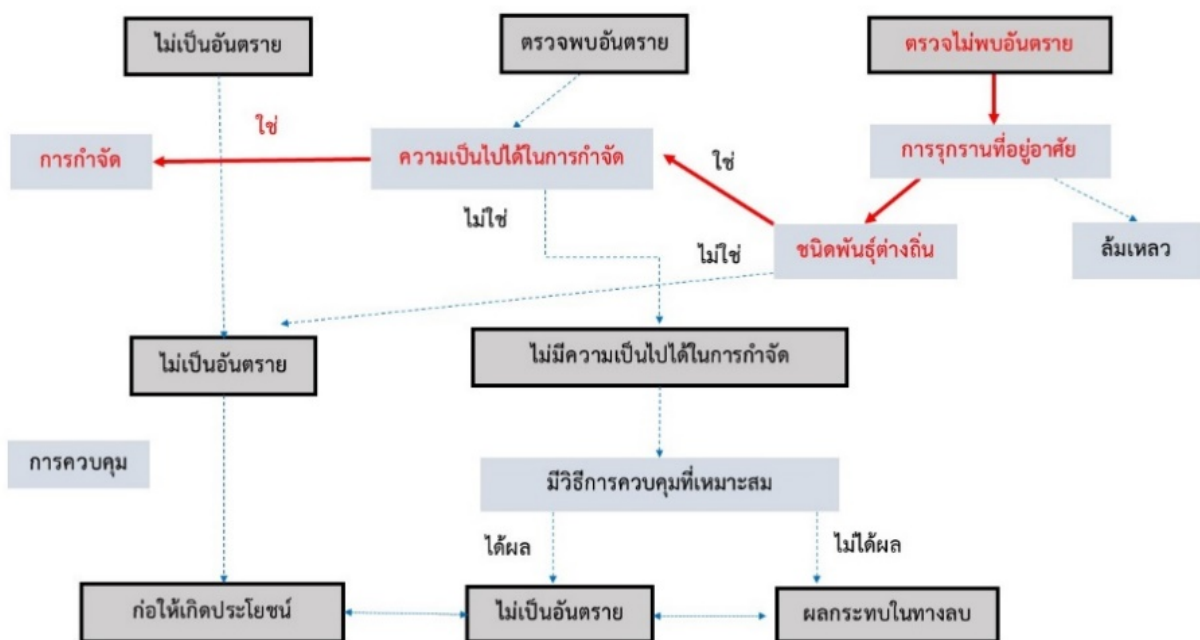 ไม่เป็นอันตราย
ตรวจพบอันตราย
ตรวจไม่พบอันตราย
ใช่
การกำจัด
ความเป็นไปได้ในการกำจัด
ใช่
การรุกรานที่อยู่อาศัย
ไม่ใช่
ไม่ใช่
ชนิดพันธุ์ต่างถิ่น
ล้มเหลว
ไม่เป็นอันตราย
ไม่มีความเป็นไปได้ในการกำจัด
การควบคุม
มีวิธีการควบคุมที่เหมาะสม
ได้ผล
ไม่ได้ผล
ก่อให้เกิดประโยชน์
ไม่เป็นอันตราย
ผลกระทบในทางลบ